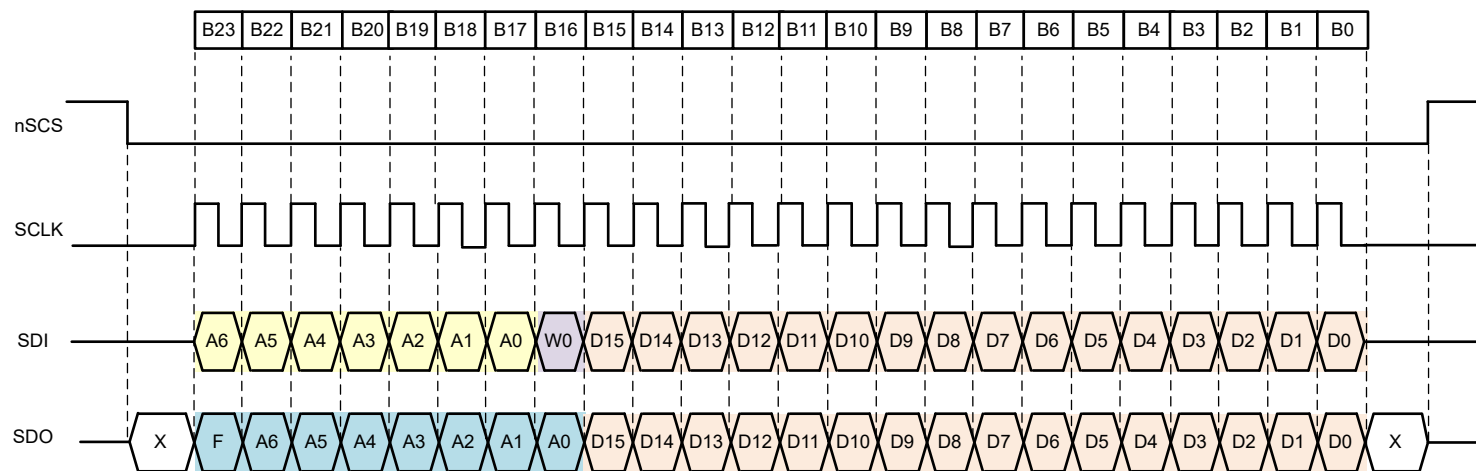 B23 B22 B21 B20 B19 B18 B17 B16 B15 B14 B13 B12 B11 B10 B9 B8 B7 B6 B5 B4 B3 B2 B1 B0
nSCS
SCLK
SDI A6 A5 A4 A3 A2 A1 A0 W0 D15 D14 D13 D12 D11 D10 D9 D8 D7 D6 D5 D4 D3 D2 D1 D0
SDO X F A6 A5 A4 A3 A2 A1 A0 D15 D14 D13 D12 D11 D10 D9 D8 D7 D6 D5 D4 D3 D2 D1 D0 X